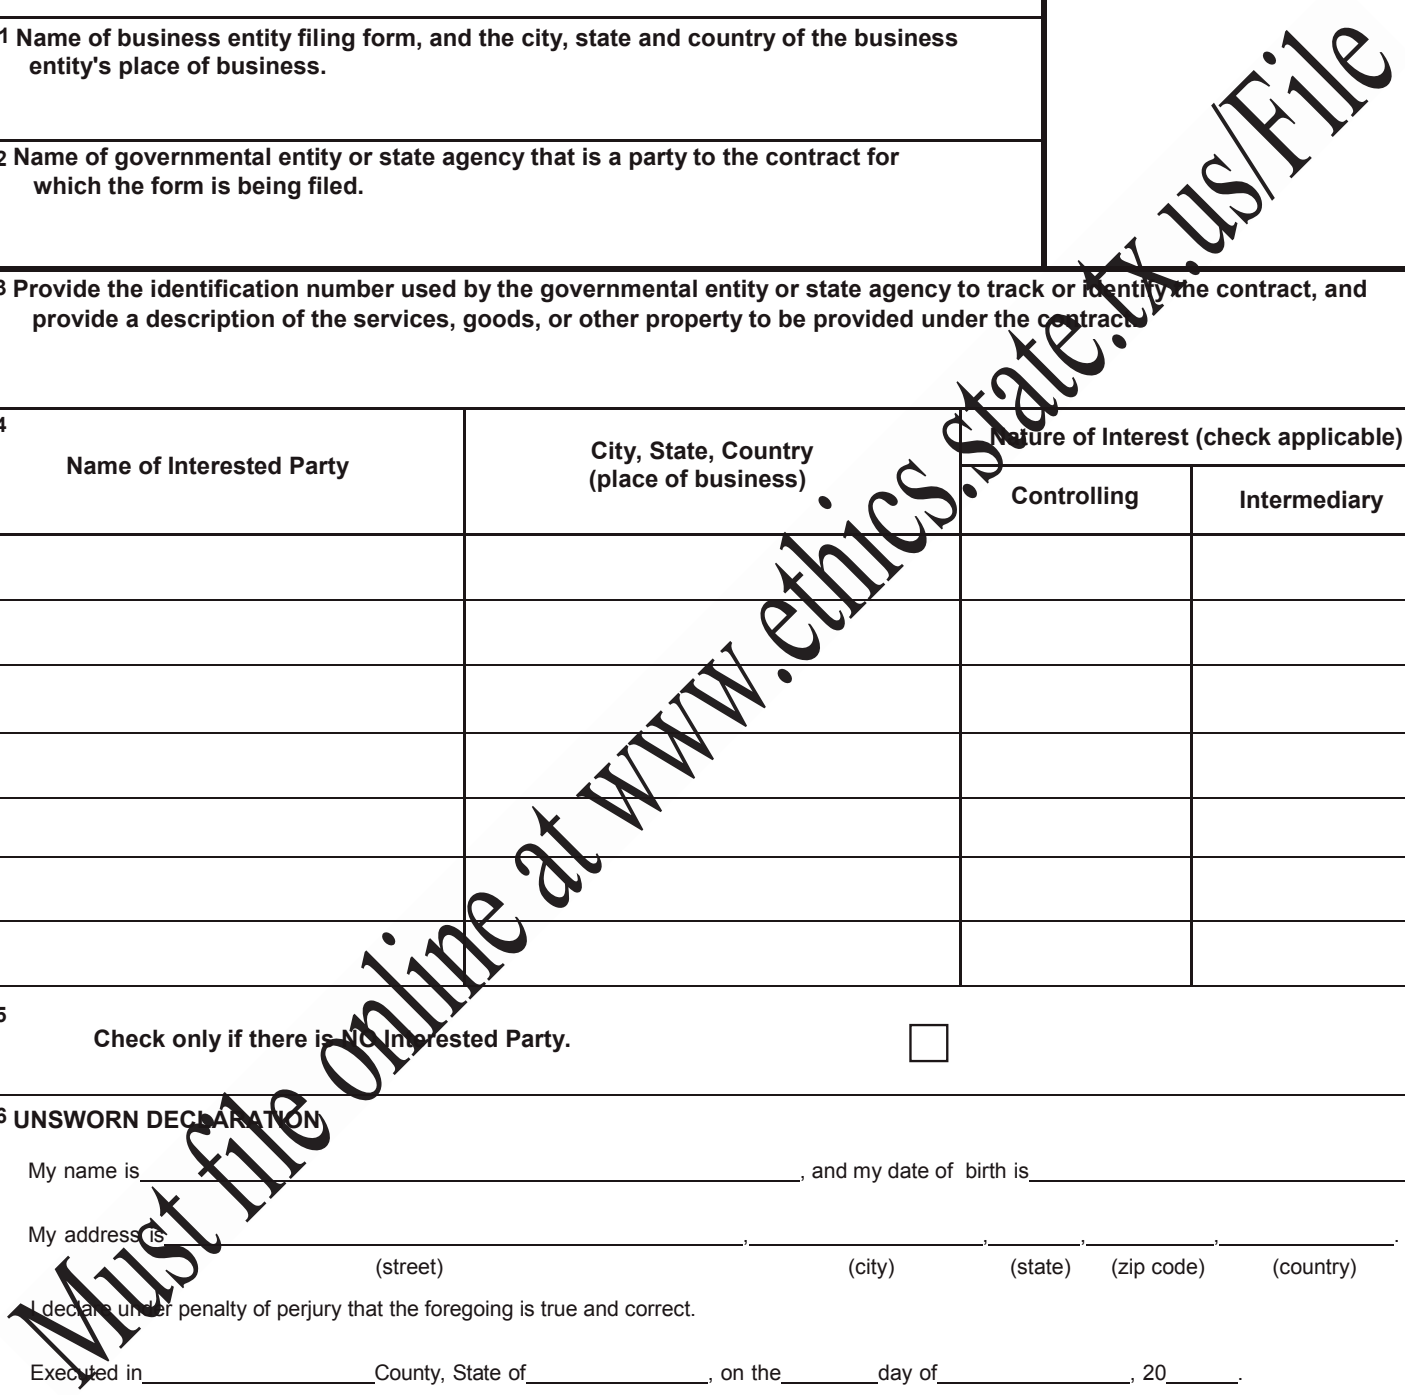 1 Name of business entity filing form, and the city, state and country of the business
entity's place of business.
2 Name of governmental entity or state agency that is a party to the contract for
which the form is being filed.
3 Provide the identification number used by the governmental entity or state agency to track or identify the contract, and
provide a description of the services, goods, or other property to be provided under the contract.
4
Name of Interested Party
City, State, Country
(place of business)
Nature of Interest (check applicable)
Controlling
Intermediary
5
Check only if there is NO Interested Party.
6 UNSWORN DECLARATION
My name is, and my date of birth is
My address is, , , , .
(street) (city) (state) (zip code) (country)
I declare under penalty of perjury that the foregoing is true and correct.
Executed in County, State of, on the day of, 20.
Must file online at www.ethics.state.tx.us/File